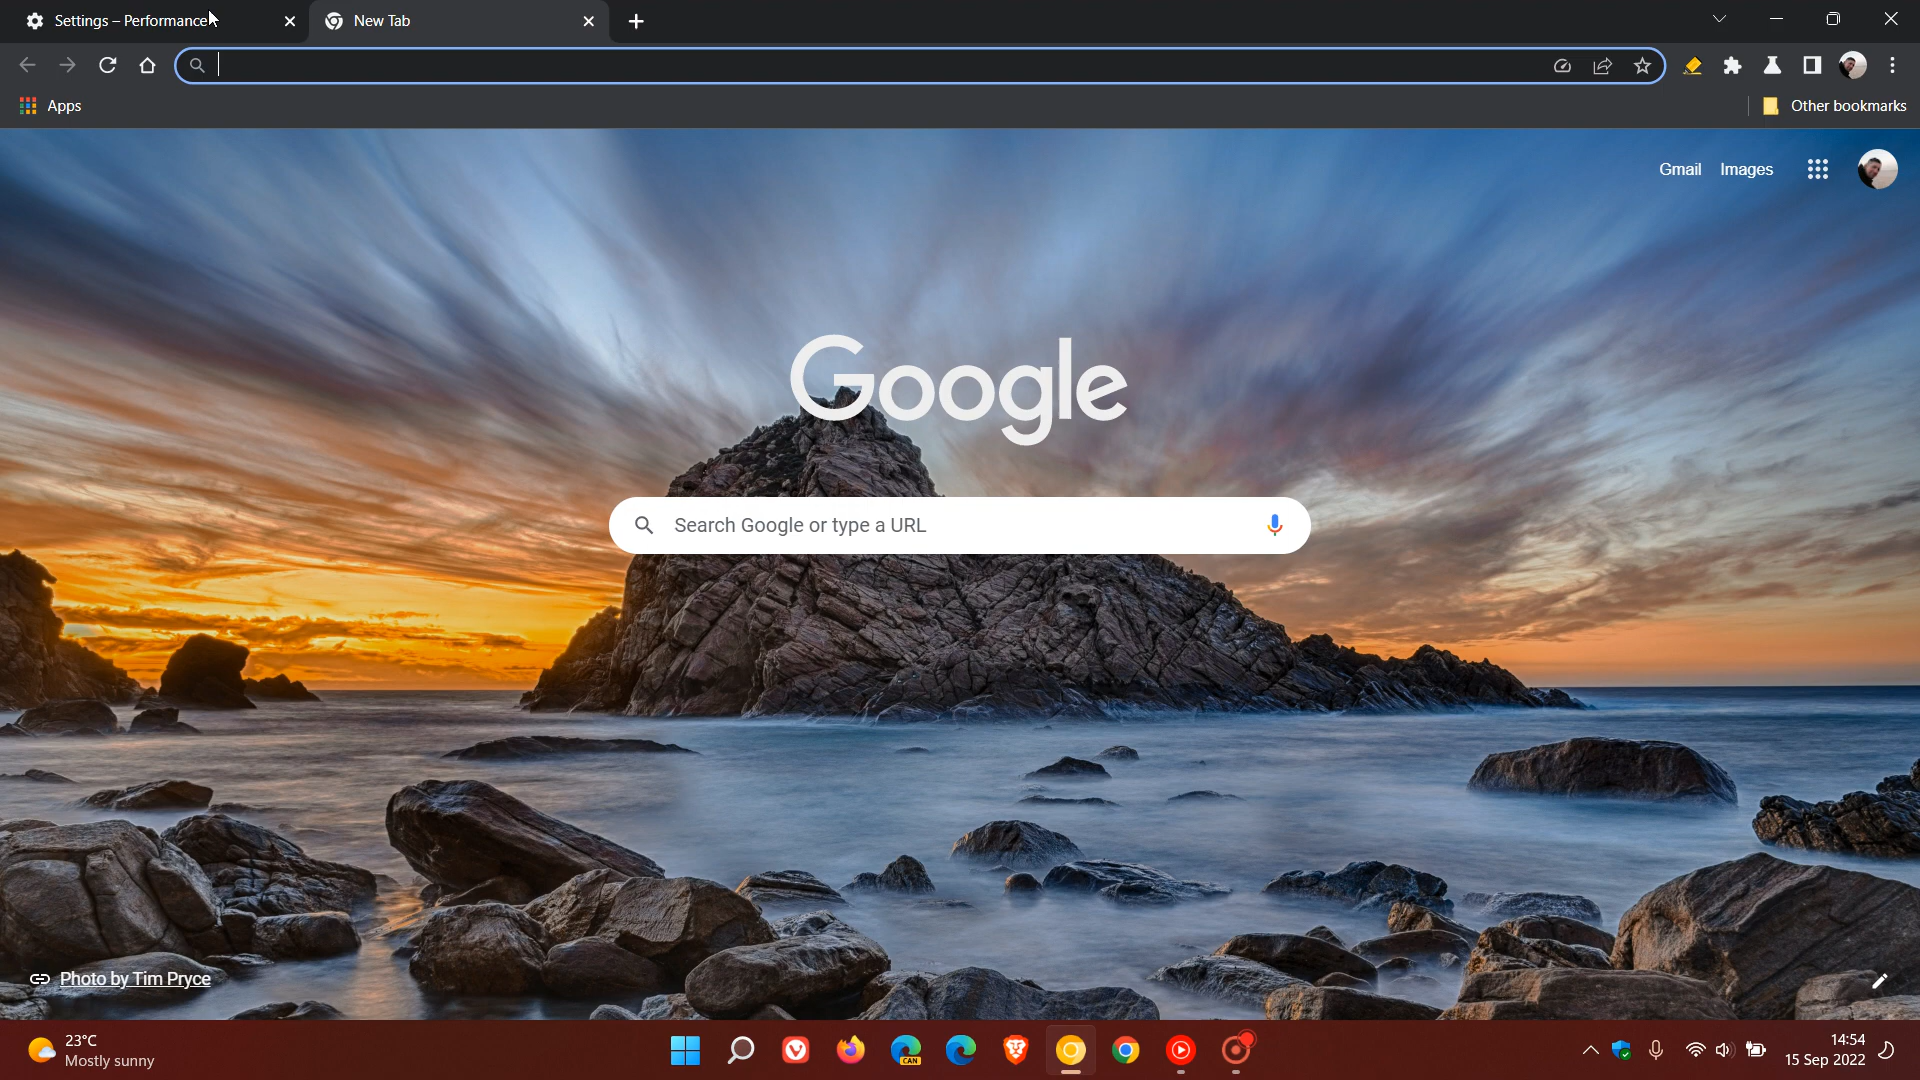 Settings – Performance
New Tab
Apps
Other bookmarks
Gmail Images
Google
Search Google or type a URL
Photo by Tim Pryce
23°C
Mostly sunny
CAN
14:54
15 Sep 2022